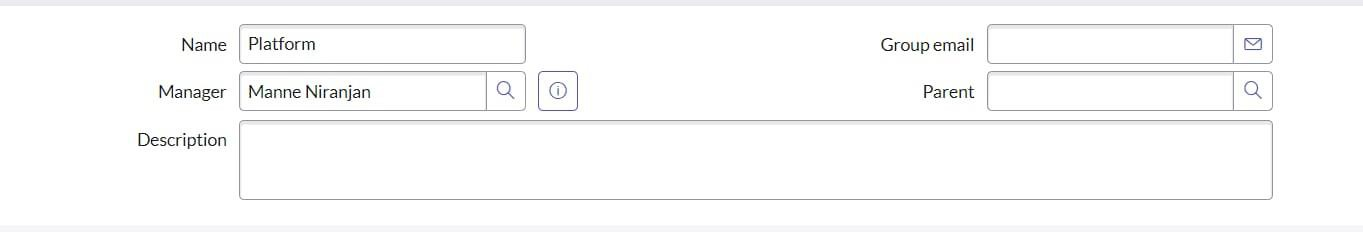 Name Platform Group email
Manager Manne Niranjan Parent
Description